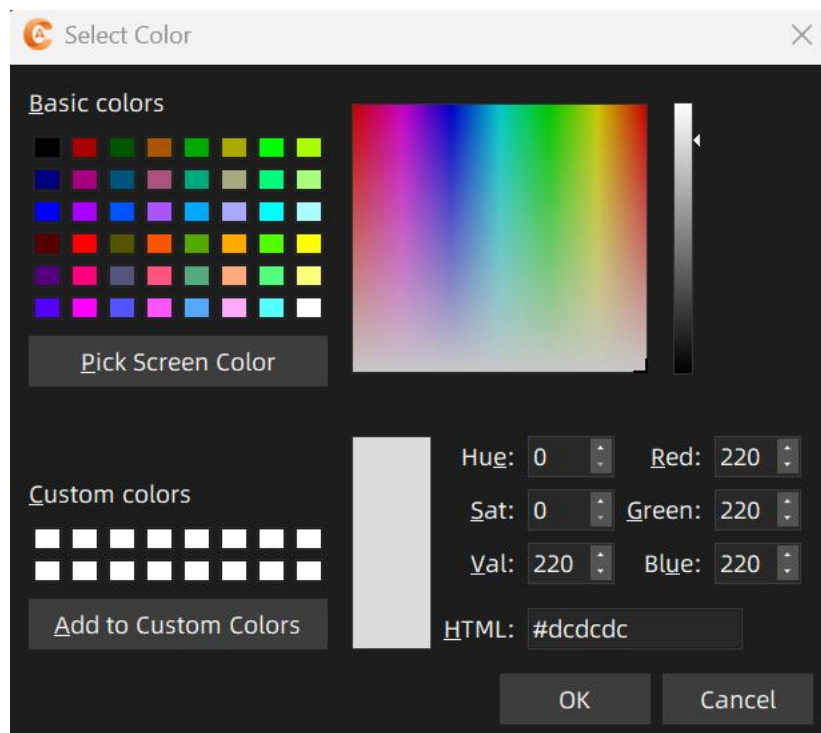 Select Color
Basic colors
Pick Screen Color
Custom colors
Add to Custom Colors
Hue: 0 Red: 220
Sat: 0 Green: 220
Val: 220 Blue: 220
HTML: #dcdcdc
OK Cancel